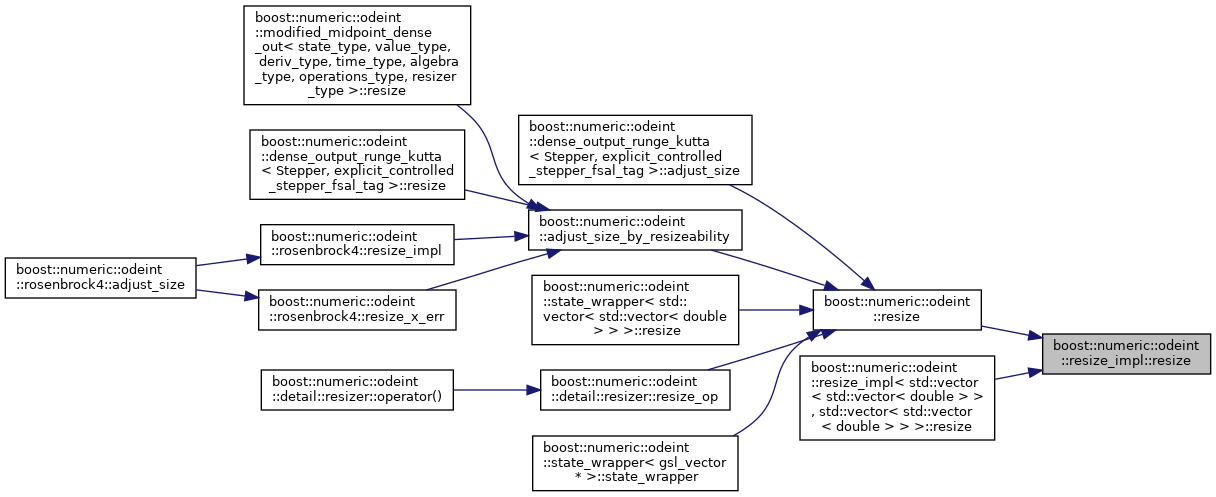 boost::numeric::odeint
::modified_midpoint_dense
_out< state_type, value_type,
deriv_type, time_type, algebra
_type, operations_type, resizer
_type >::resize
boost::numeric::odeint
::dense_output_runge_kutta
< Stepper, explicit_controlled
_stepper_fsal_tag >::adjust_size
boost::numeric::odeint
::dense_output_runge_kutta
< Stepper, explicit_controlled
_stepper_fsal_tag >::resize
boost::numeric::odeint
::adjust_size_by_resizeability
boost::numeric::odeint
::rosenbrock4::resize_impl
boost::numeric::odeint
::rosenbrock4::adjust_size
boost::numeric::odeint
::rosenbrock4::resize_x_err
boost::numeric::odeint
::state_wrapper< std::
vector< std::vector< double
> > >::resize
boost::numeric::odeint
::resize
boost::numeric::odeint
::resize_impl::resize
boost::numeric::odeint
::resize_impl< std::vector
< std::vector< double > >
, std::vector< std::vector
< double > > >::resize
boost::numeric::odeint
::detail::resizer::operator()
boost::numeric::odeint
::detail::resizer::resize_op
boost::numeric::odeint
::state_wrapper< gsl_vector
* >::state_wrapper